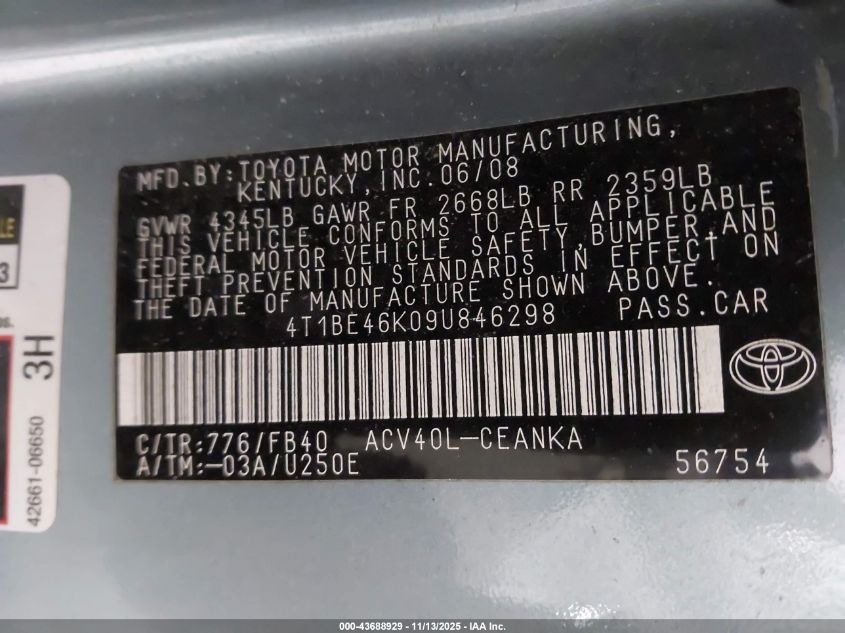 MFD. BY: TOYOTA MOTOR MANUFACTURING,
KENTUCKY, INC. 06/08
GVWR 4345LB GAWR FR 2668LB RR 2359LB
THIS VEHICLE CONFORMS TO ALL APPLICABLE
FEDERAL MOTOR VEHICLE SAFETY, BUMPER, AND
THEFT PREVENTION STANDARDS IN EFFECT ON
THE DATE OF MANUFACTURE SHOWN ABOVE.
4T1BE46K09U846298 PASS. CAR
C/TR: 776/FB40 ACV40L-CEANKA
A/TM: -03A/U250E 56754
3H
42661-06650
000-43688929 - 11/13/2025 - IAA Inc.